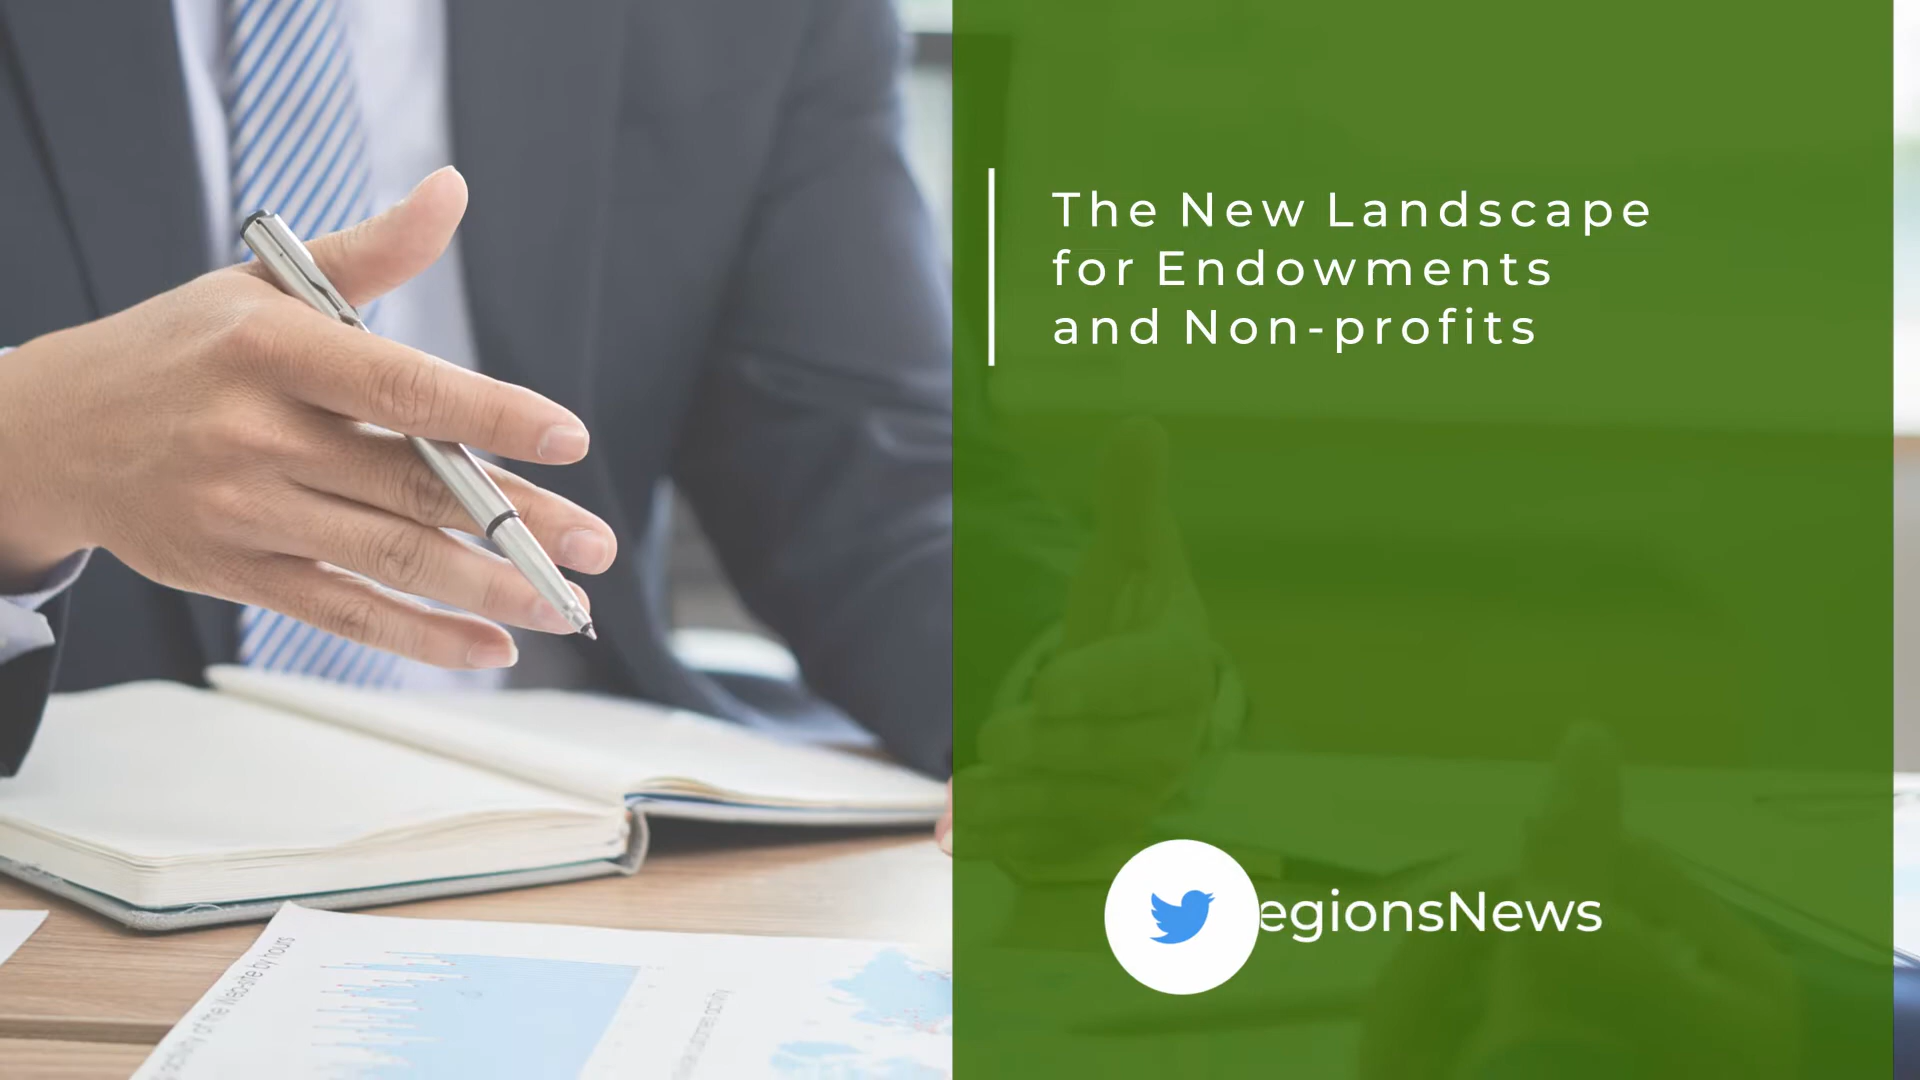 The New Landscape
for Endowments
and Non-profits
egionsNews